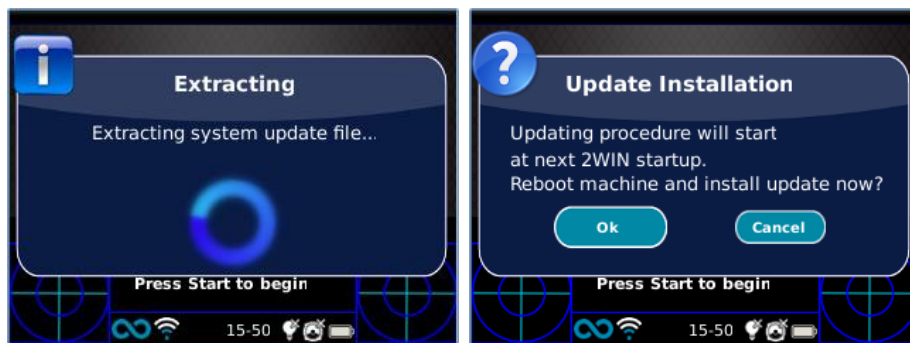 Extracting
Extracting system update file...
Press Start to begin
15-50
Update Installation
Updating procedure will start
at next 2WIN startup.
Reboot machine and install update now?
Ok
Cancel
Press Start to begin
15-50